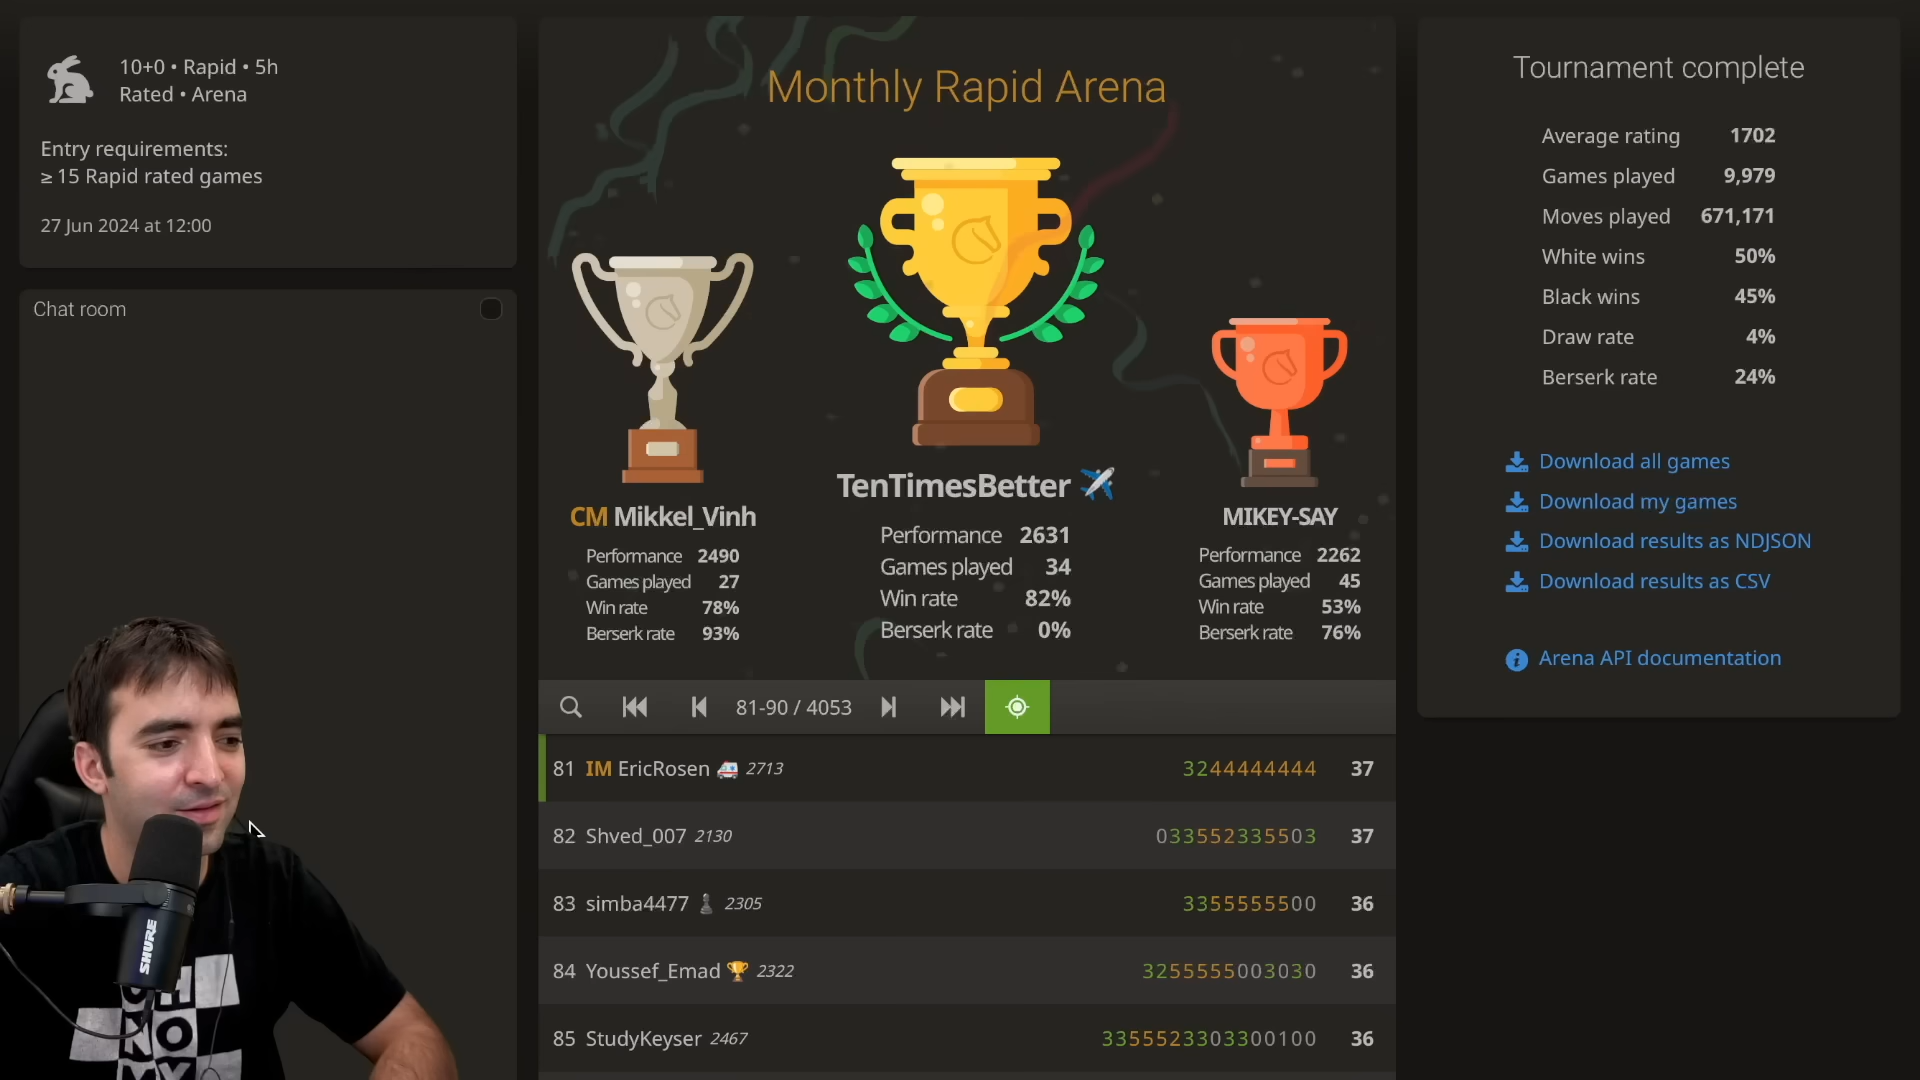 10+0 • Rapid • 5h
Rated • Arena
Entry requirements:
≥ 15 Rapid rated games
27 Jun 2024 at 12:00
Chat room
Monthly Rapid Arena
CM Mikkel_Vinh
Performance 2490
Games played 27
Win rate 78%
Berserk rate 93%
TenTimesBetter
Performance 2631
Games played 34
Win rate 82%
Berserk rate 0%
MIKEY-SAY
Performance 2262
Games played 45
Win rate 53%
Berserk rate 76%
81-90 / 4053
81 IM EricRosen 2713 3244444444 37
82 Shved_007 2130 033552335503 37
83 simba4477 2305 3355555500 36
84 Youssef_Emad 2322 3255555003030 36
85 StudyKeyser 2467 3355523303300100 36
Tournament complete
Average rating 1702
Games played 9,979
Moves played 671,171
White wins 50%
Black wins 45%
Draw rate 4%
Berserk rate 24%
Download all games
Download my games
Download results as NDJSON
Download results as CSV
Arena API documentation
SHURE